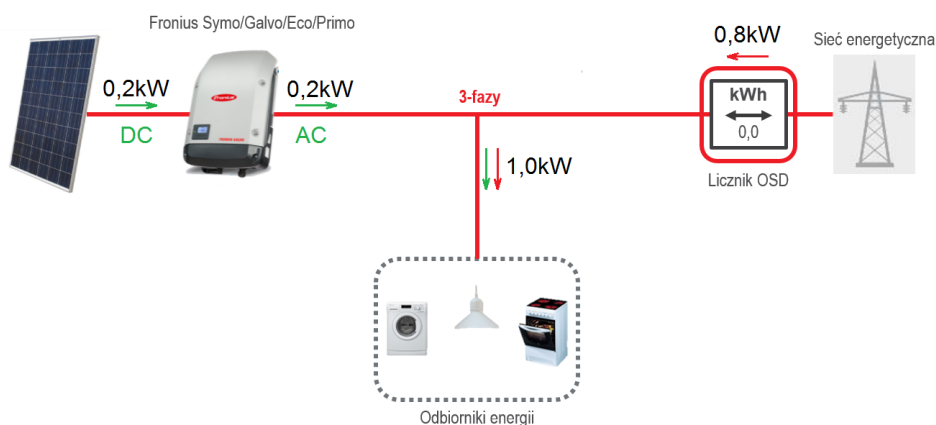 Fronius Symo/Galvo/Eco/Primo
0,8kW
Sieć energetyczna
0,2kW
0,2kW
Fronius
3-fazy
kWh
0,0
DC
AC
1,0kW
Licznik OSD
Odbiorniki energii